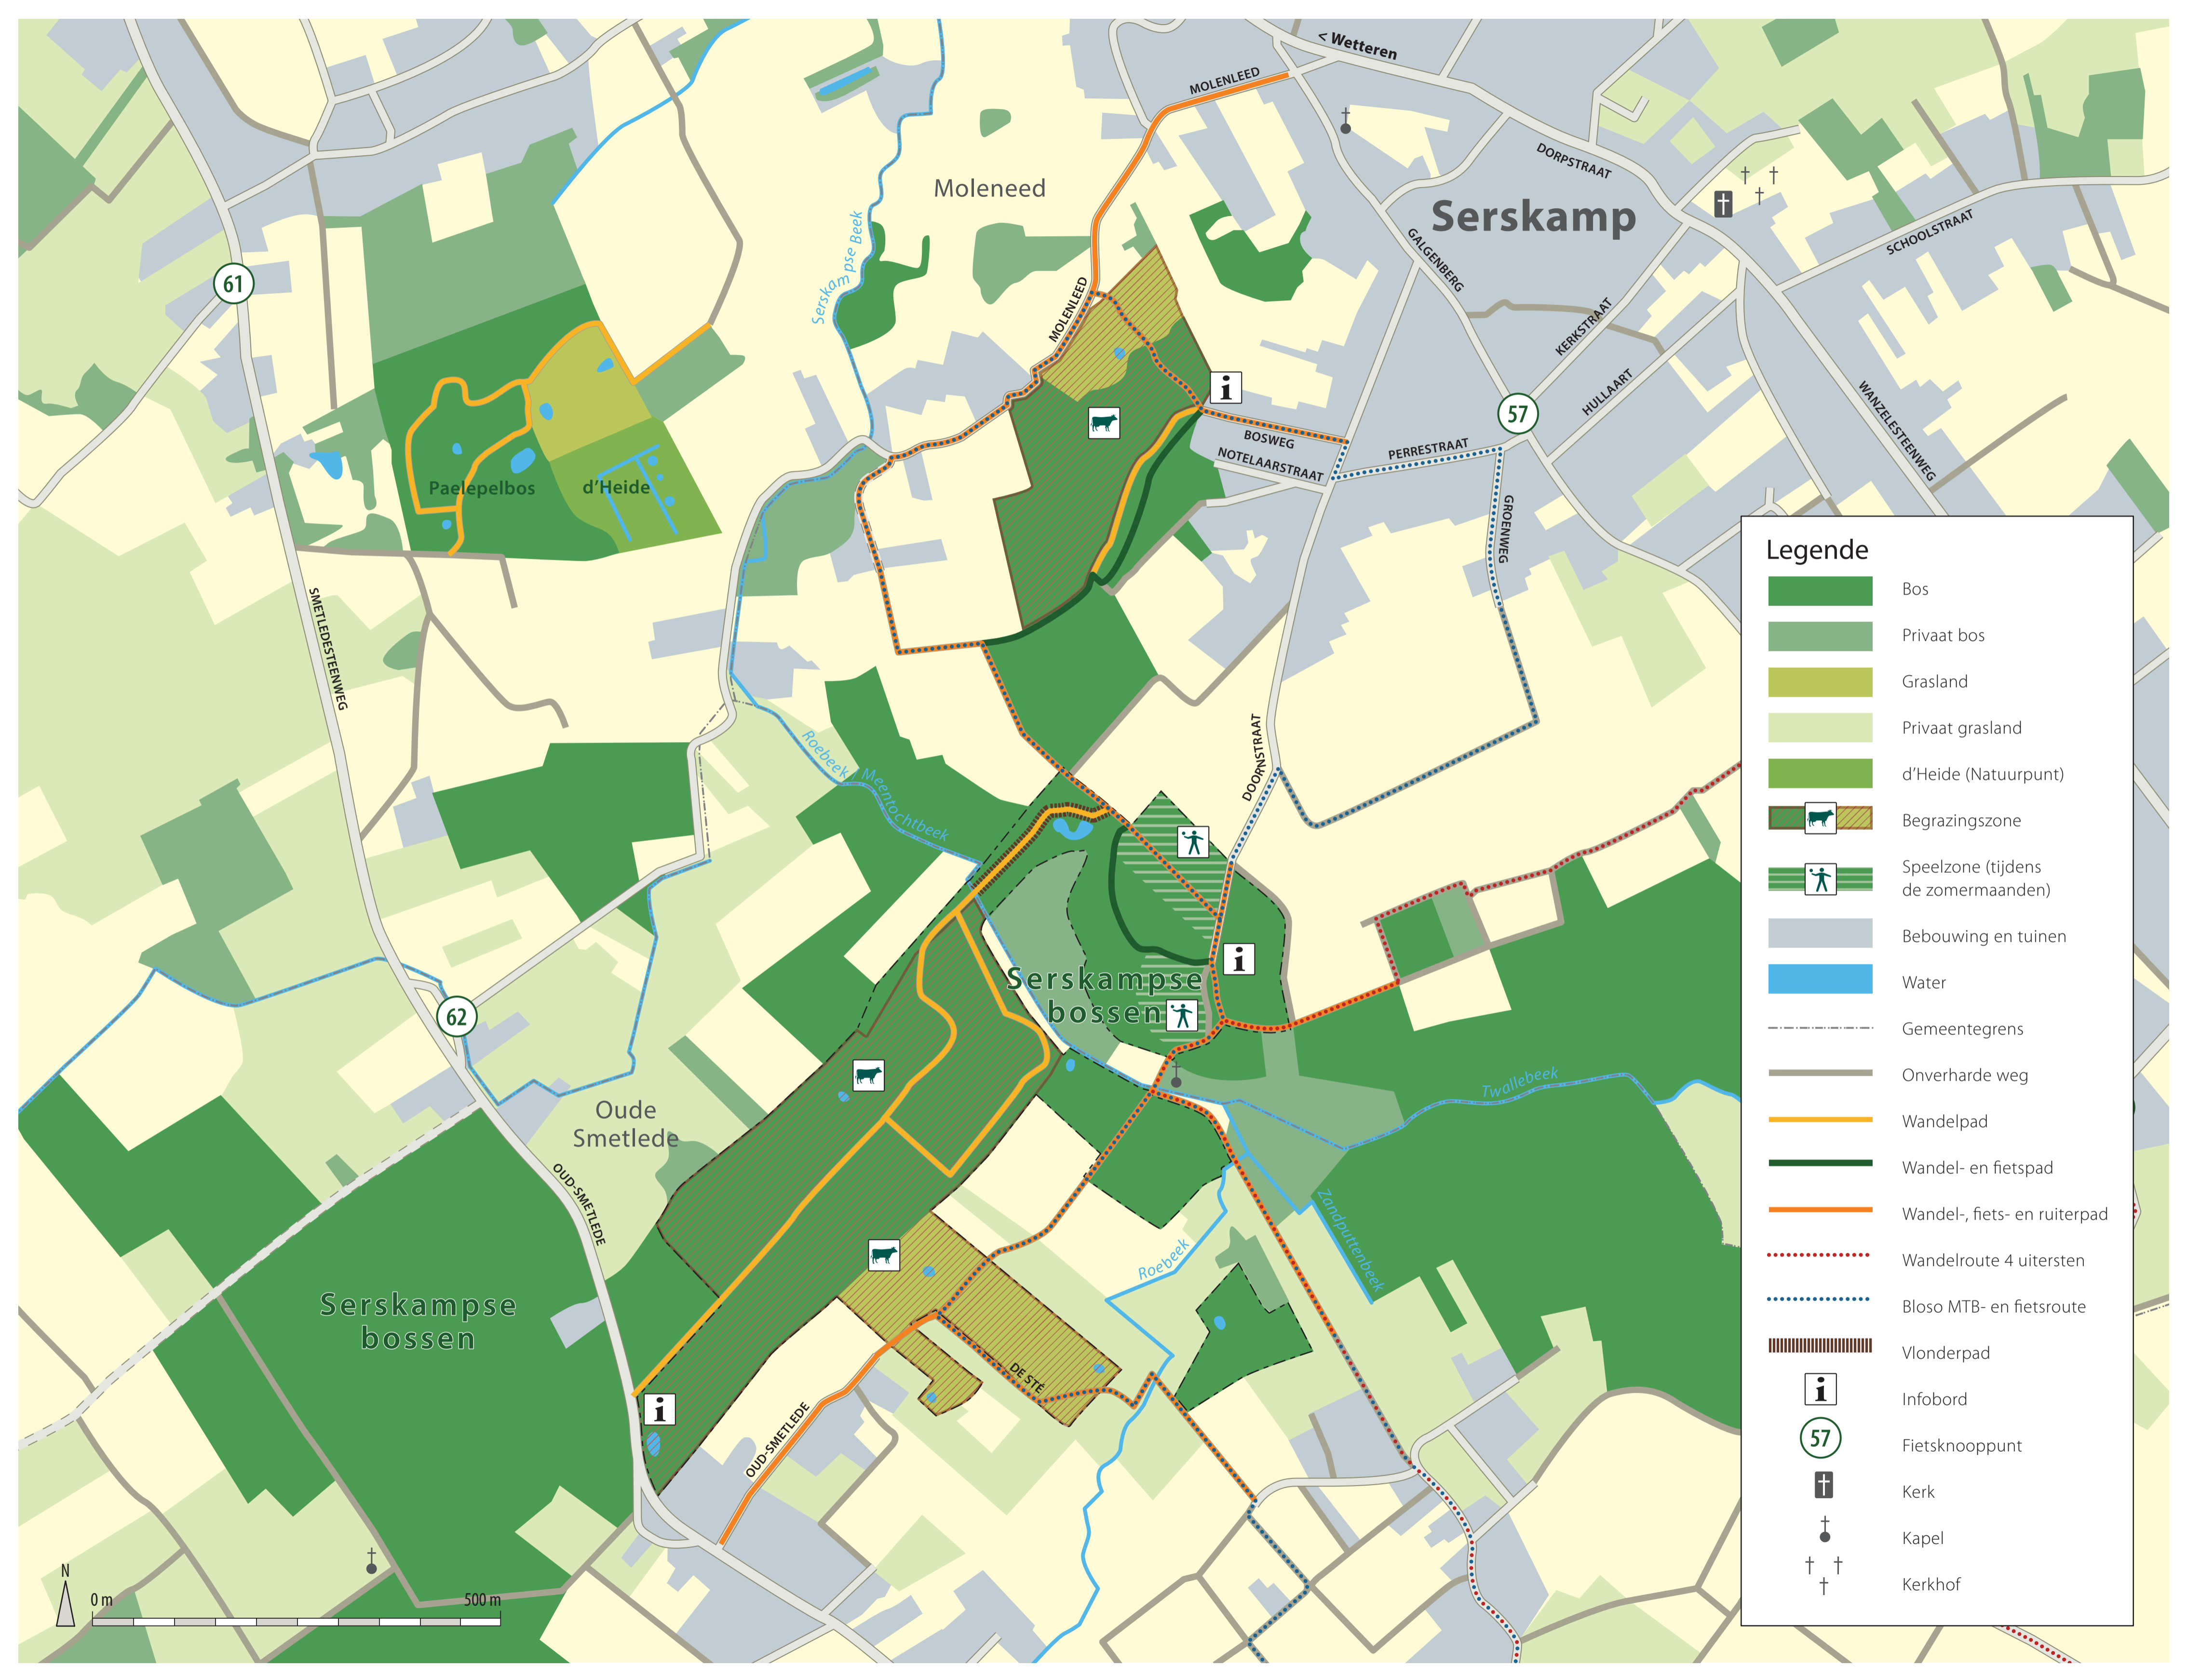 < Wetteren
MOLENLEED
DORPSTRAAT
Moleneed
Serskamp
SCHOOLSTRAAT
Serskampse Beek
GALGENBERG
61
MOLENLEED
KERKSTRAAT
HULLAART
WANZELESTEENWEG
i
57
BOSWEG
PERRESTRAAT
NOTELAARSTRAAT
Paelepelbos
d'Heide
GROENWEG
SMETLEDESTEENWEG
DOORNSTRAAT
Roebeek / Meentochtbeek
i
Serskampse
bossen
62
Twallebeek
Oude
Smetlede
OUD-SMETLEDE
Zandputtenbeek
Roebeek
Serskampse
bossen
DE STÉ
i
OUD-SMETLEDE
N
0 m
500 m
Legende
Bos
Privaat bos
Grasland
Privaat grasland
d'Heide (Natuurpunt)
Begrazingszone
Speelzone (tijdens
de zomermaanden)
Bebouwing en tuinen
Water
Gemeentegrens
Onverharde weg
Wandelpad
Wandel- en fietspad
Wandel-, fiets- en ruiterpad
Wandelroute 4 uitersten
Bloso MTB- en fietsroute
Vlonderpad
i Infobord
57 Fietsknooppunt
Kerk
Kapel
Kerkhof